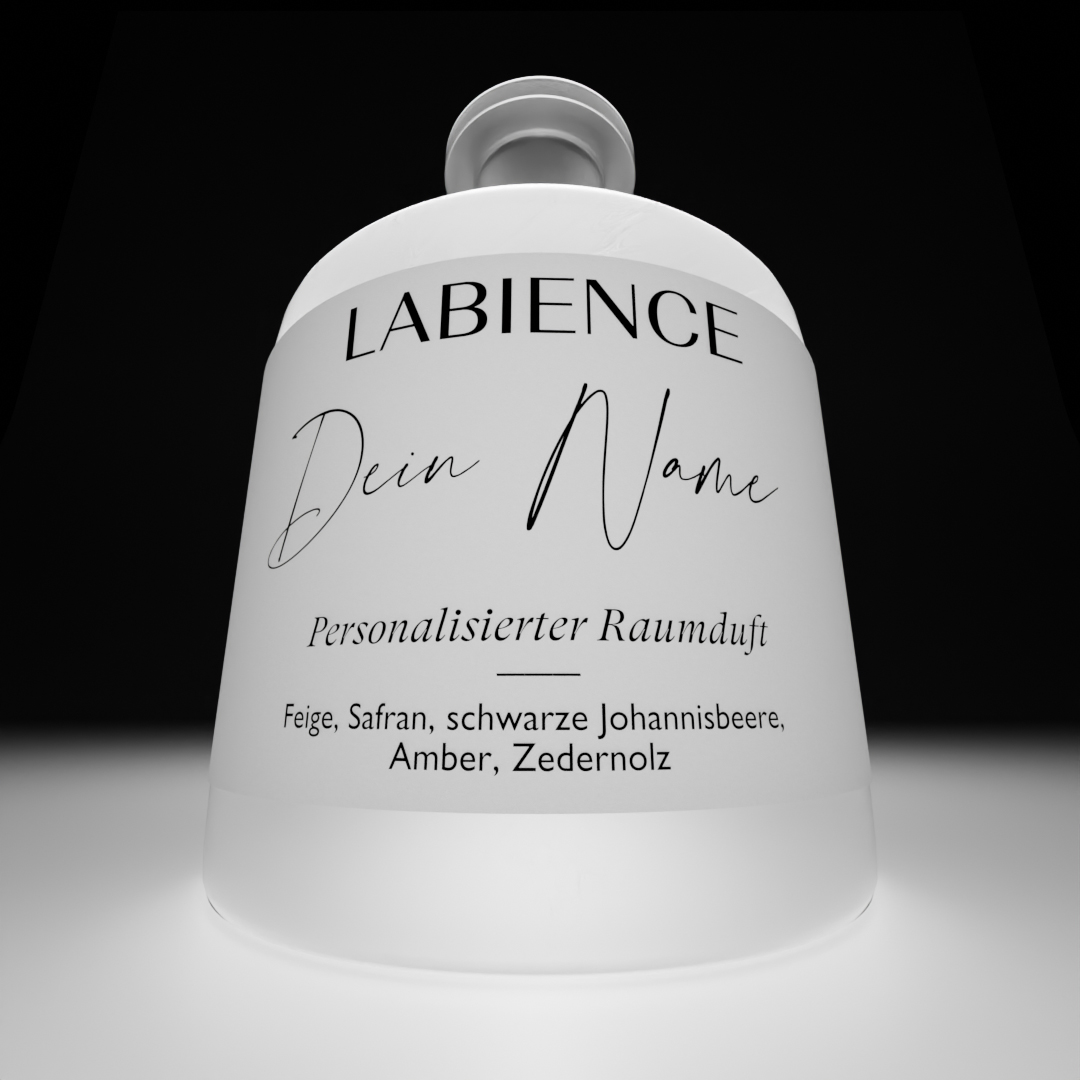 LABIENCE
Dein Name
Personalisierter Raumduft
Feige, Safran, schwarze Johannisbeere,
Amber, Zedernolz